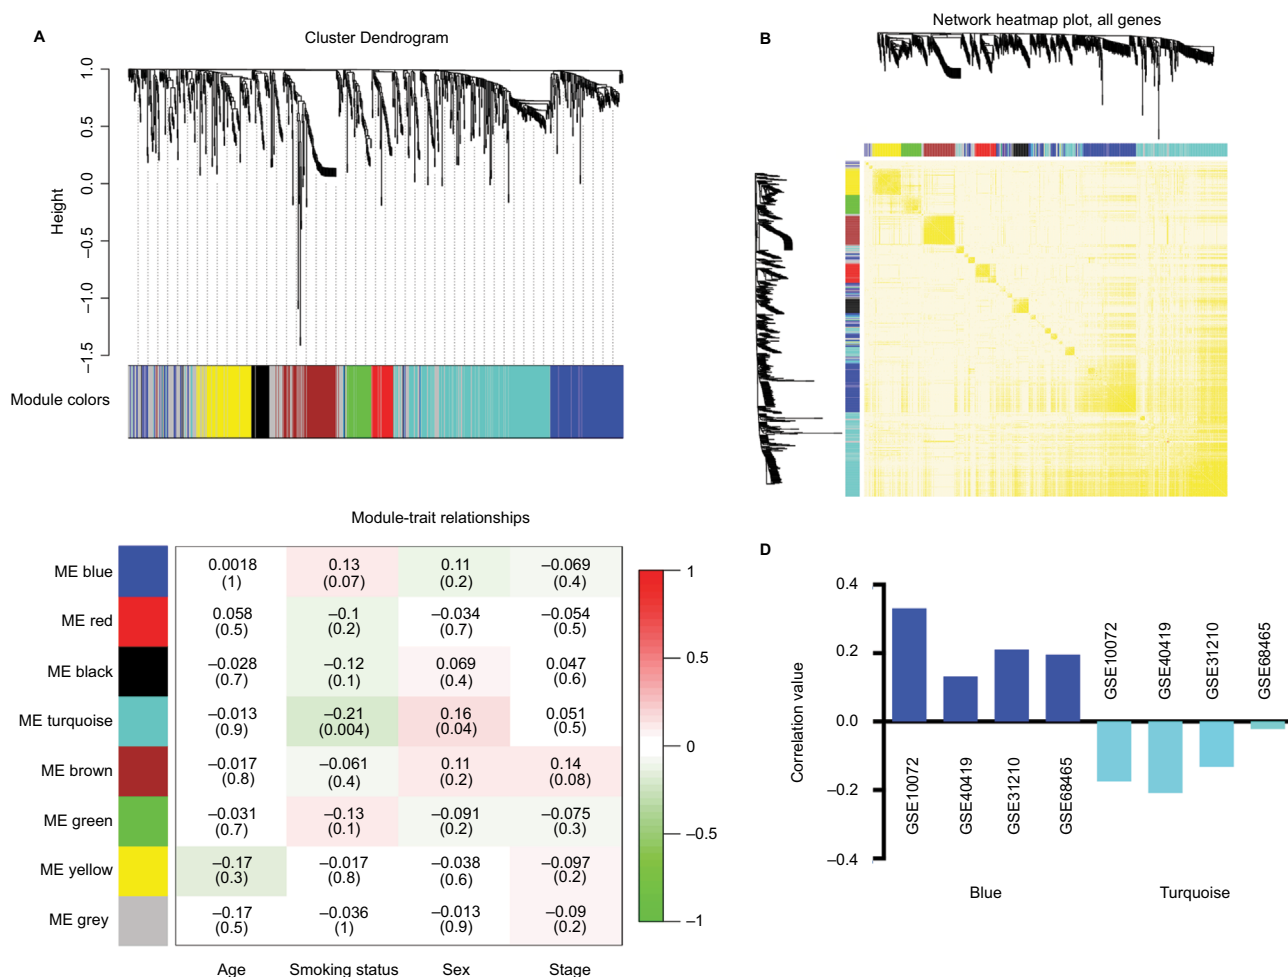 A
Cluster Dendrogram
Height
1.0
0.5
0.0
−0.5
−1.0
−1.5
Module colors
B
Network heatmap plot, all genes
Module-trait relationships
ME blue
0.0018 0.13 0.11 −0.069
(1) (0.07) (0.2) (0.4)
ME red
0.058 −0.1 −0.034 −0.054
(0.5) (0.2) (0.7) (0.5)
ME black
−0.028 −0.12 0.069 0.047
(0.7) (0.1) (0.4) (0.6)
ME turquoise
−0.013 −0.21 0.16 0.051
(0.9) (0.004) (0.04) (0.5)
ME brown
−0.017 −0.061 0.11 0.14
(0.8) (0.4) (0.2) (0.08)
ME green
−0.031 −0.13 −0.091 −0.075
(0.7) (0.1) (0.2) (0.3)
ME yellow
−0.17 −0.017 −0.038 −0.097
(0.3) (0.8) (0.6) (0.2)
ME grey
−0.17 −0.036 −0.013 −0.09
(0.5) (1) (0.9) (0.2)
Age Smoking status Sex Stage
1
0.5
0
−0.5
−1
D
Correlation value
0.4
0.2
0.0
−0.2
−0.4
GSE10072
GSE40419
GSE31210
GSE68465
GSE10072
GSE40419
GSE31210
GSE68465
Blue Turquoise